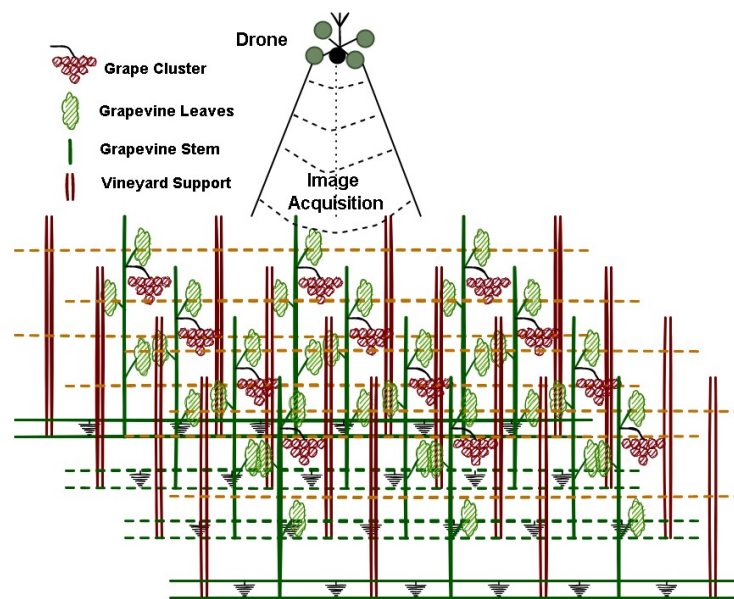 Drone
Grape Cluster
Grapevine Leaves
Grapevine Stem
Vineyard Support
Image
Acquisition